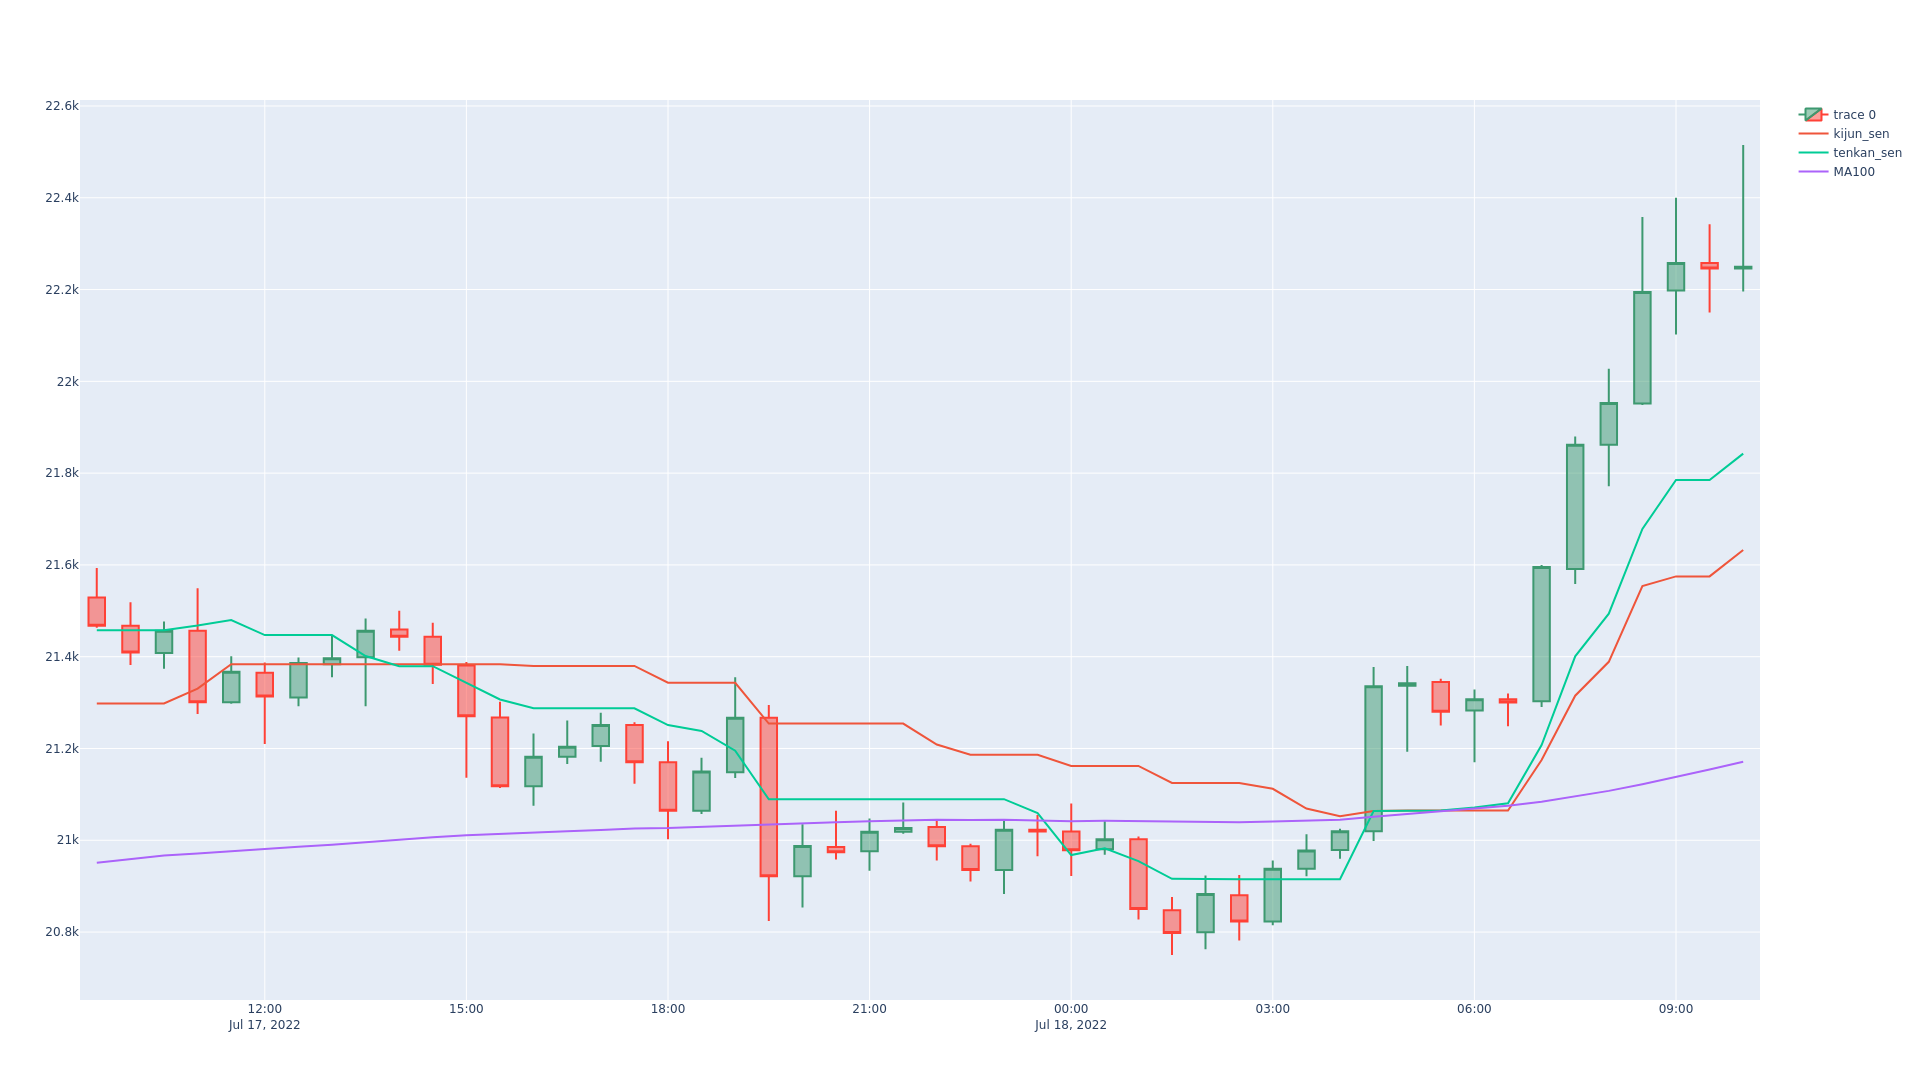 22.6k
22.4k
22.2k
22k
21.8k
21.6k
21.4k
21.2k
21k
20.8k
12:00
Jul 17, 2022
15:00
18:00
21:00
00:00
Jul 18, 2022
03:00
06:00
09:00
trace 0
kijun_sen
tenkan_sen
MA100